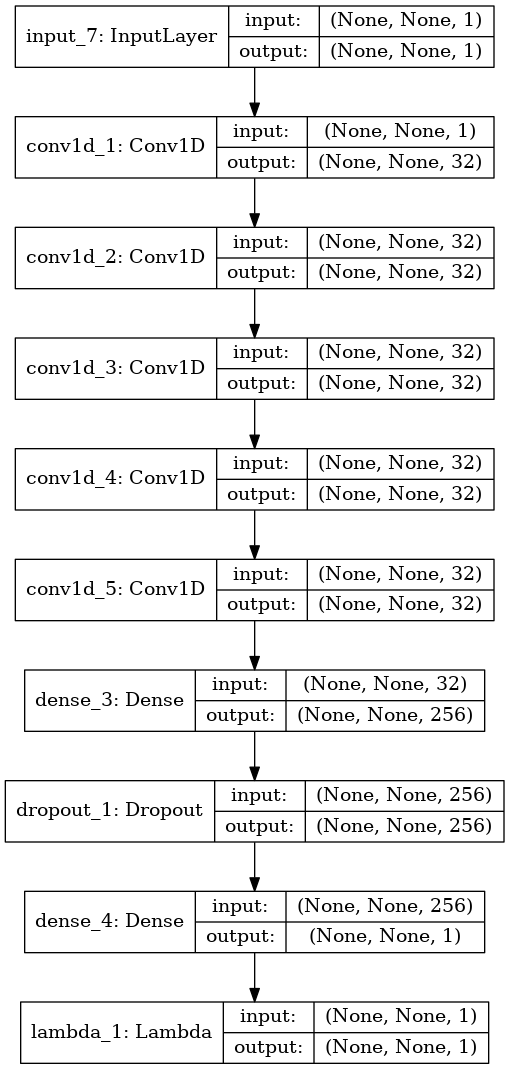 input_7: InputLayer
input: (None, None, 1)
output: (None, None, 1)
conv1d_1: Conv1D
input: (None, None, 1)
output: (None, None, 32)
conv1d_2: Conv1D
input: (None, None, 32)
output: (None, None, 32)
conv1d_3: Conv1D
input: (None, None, 32)
output: (None, None, 32)
conv1d_4: Conv1D
input: (None, None, 32)
output: (None, None, 32)
conv1d_5: Conv1D
input: (None, None, 32)
output: (None, None, 32)
dense_3: Dense
input: (None, None, 32)
output: (None, None, 256)
dropout_1: Dropout
input: (None, None, 256)
output: (None, None, 256)
dense_4: Dense
input: (None, None, 256)
output: (None, None, 1)
lambda_1: Lambda
input: (None, None, 1)
output: (None, None, 1)